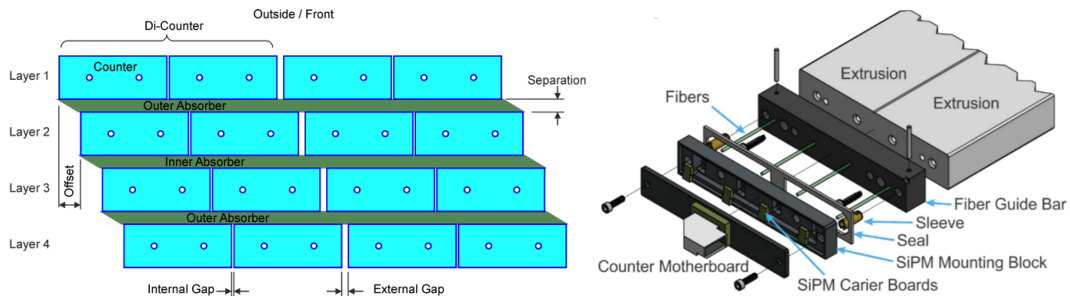 Outside / Front
Di-Counter
Layer 1
Counter
Separation
Outer Absorber
Layer 2
Inner Absorber
Offset
Layer 3
Outer Absorber
Layer 4
Internal Gap
External Gap
Extrusion
Extrusion
Fibers
Fiber Guide Bar
Sleeve
Seal
SiPM Mounting Block
Counter Motherboard
SiPM Carier Boards